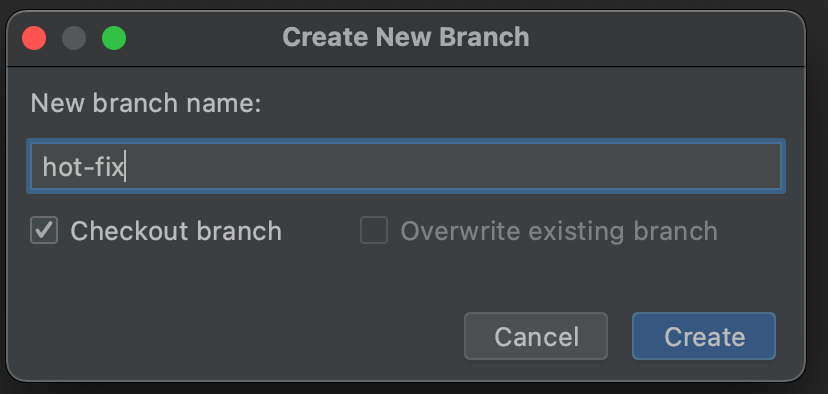 Create New Branch
New branch name:
hot-fix
Checkout branch
Overwrite existing branch
Cancel
Create